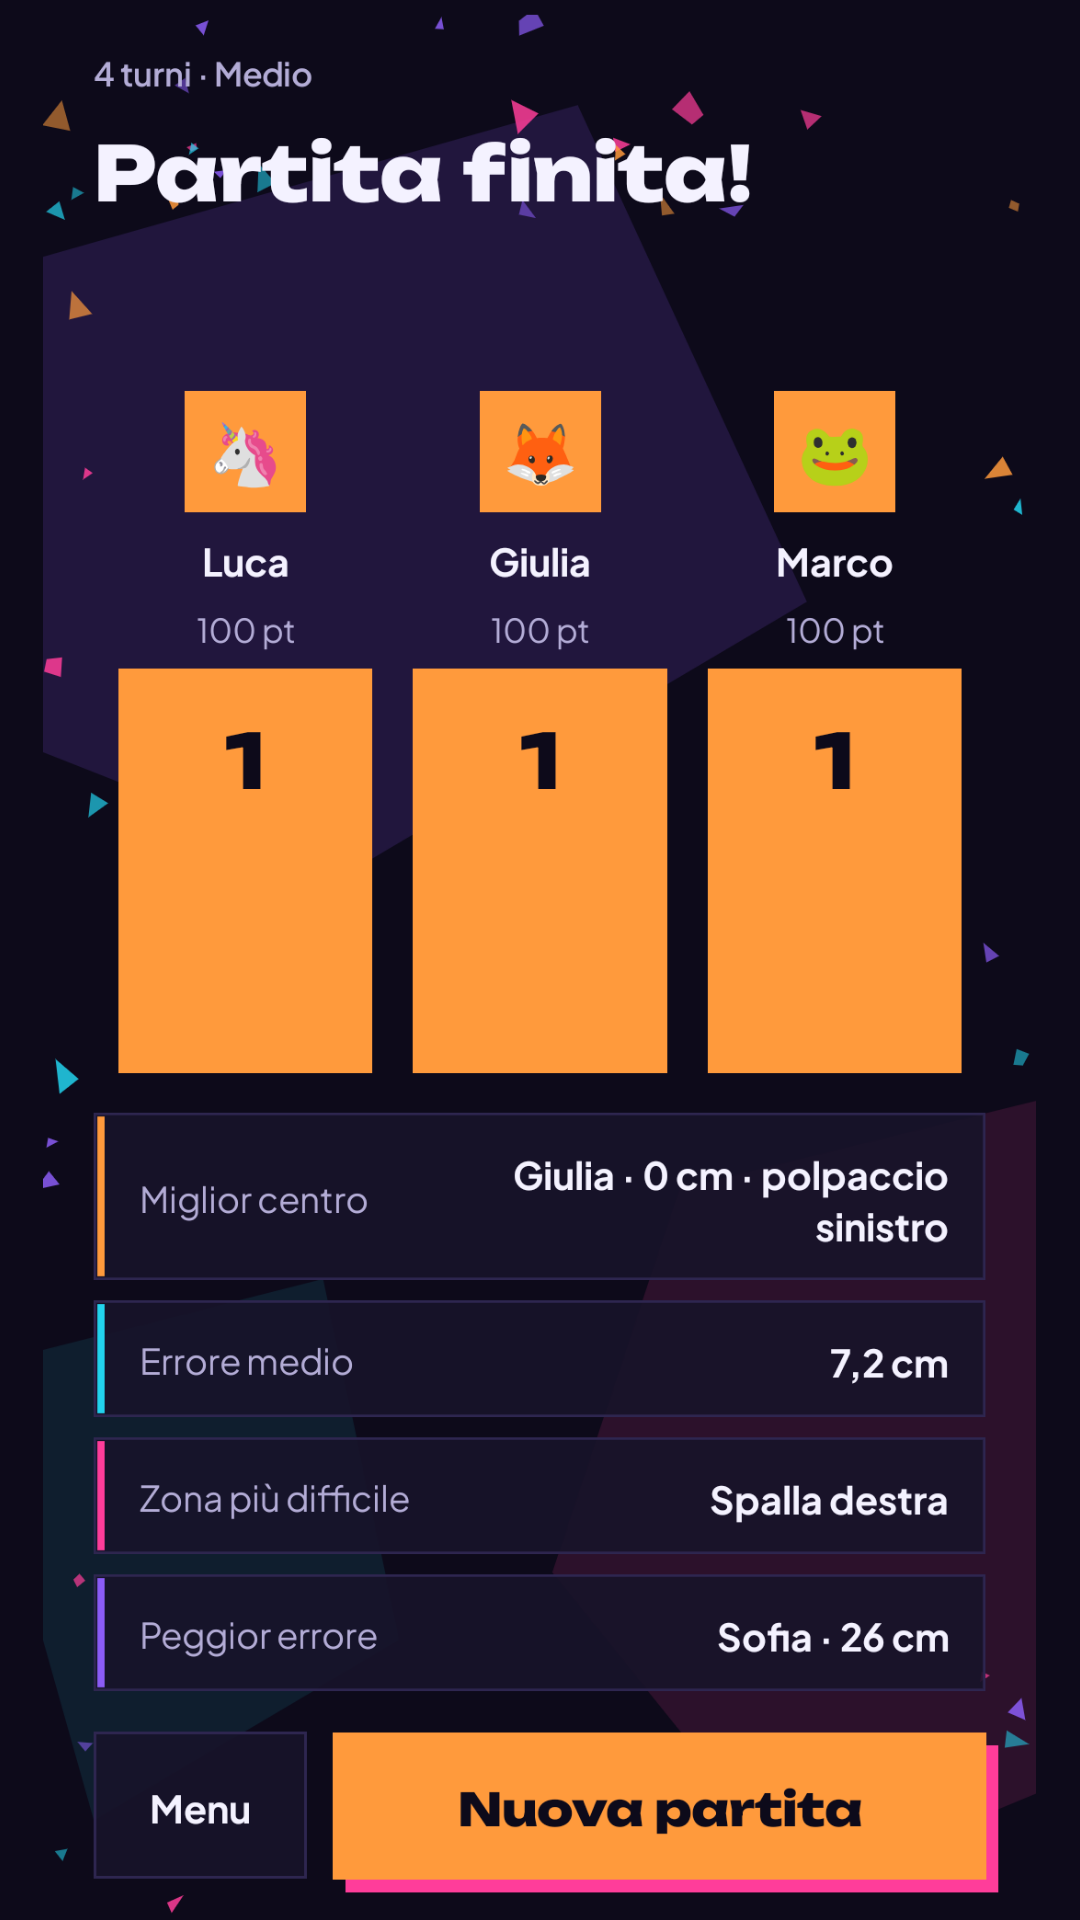 4 turni · Medio
Partita finita!
Luca
Giulia
Marco
100 pt
100 pt
100 pt
1
1
1
Miglior centro
Giulia · 0 cm · polpaccio
sinistro
Errore medio
7,2 cm
Zona più difficile
Spalla destra
Peggior errore
Sofia · 26 cm
Menu
Nuova partita